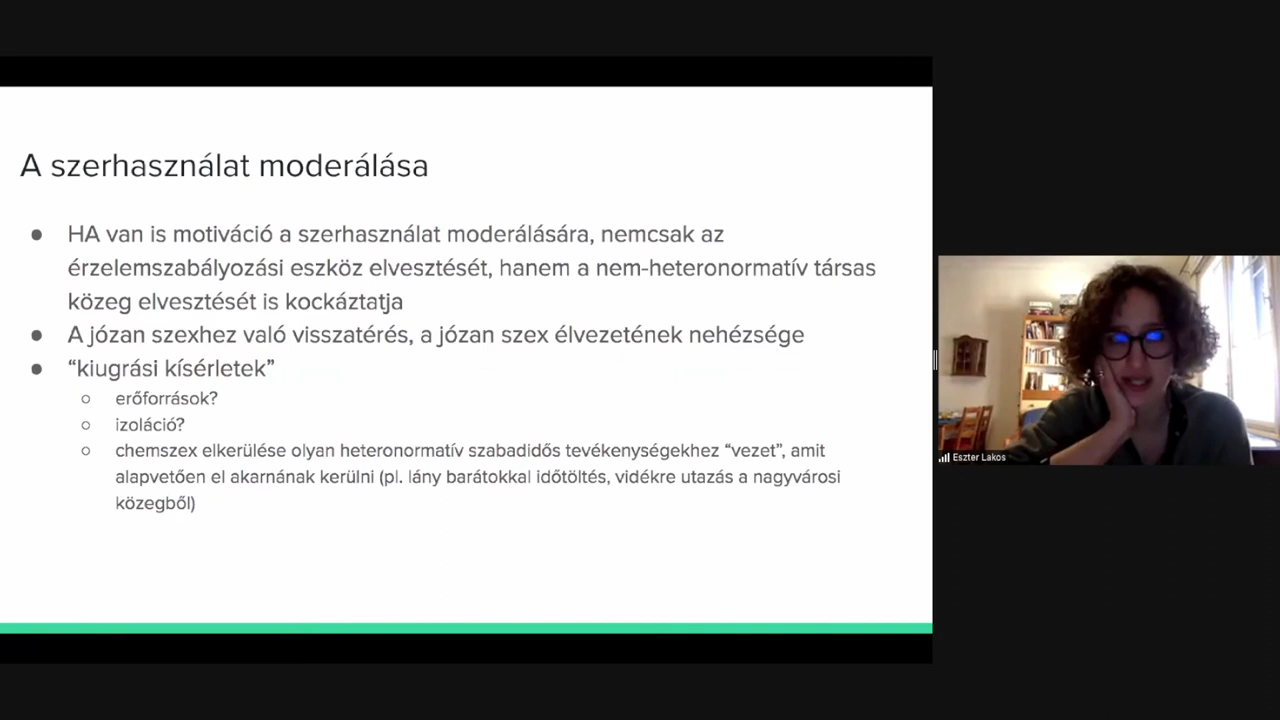 A szerhasználat moderálása
● HA van is motiváció a szerhasználat moderálására, nemcsak az
érzelemszabályozási eszköz elvesztését, hanem a nem-heteronormatív társas
közeg elvesztését is kockáztatja
● A józan szexhez való visszatérés, a józan szex élvezetének nehézsége
● “kiugrási kísérletek”
○ erőforrások?
○ izoláció?
○ chemszex elkerülése olyan heteronormatív szabadidős tevékenységekhez “vezet”, amit
alapvetően el akarnának kerülni (pl. lány barátokkal időtöltés, vidékre utazás a nagyvárosi
közegből)
Eszter Lakos